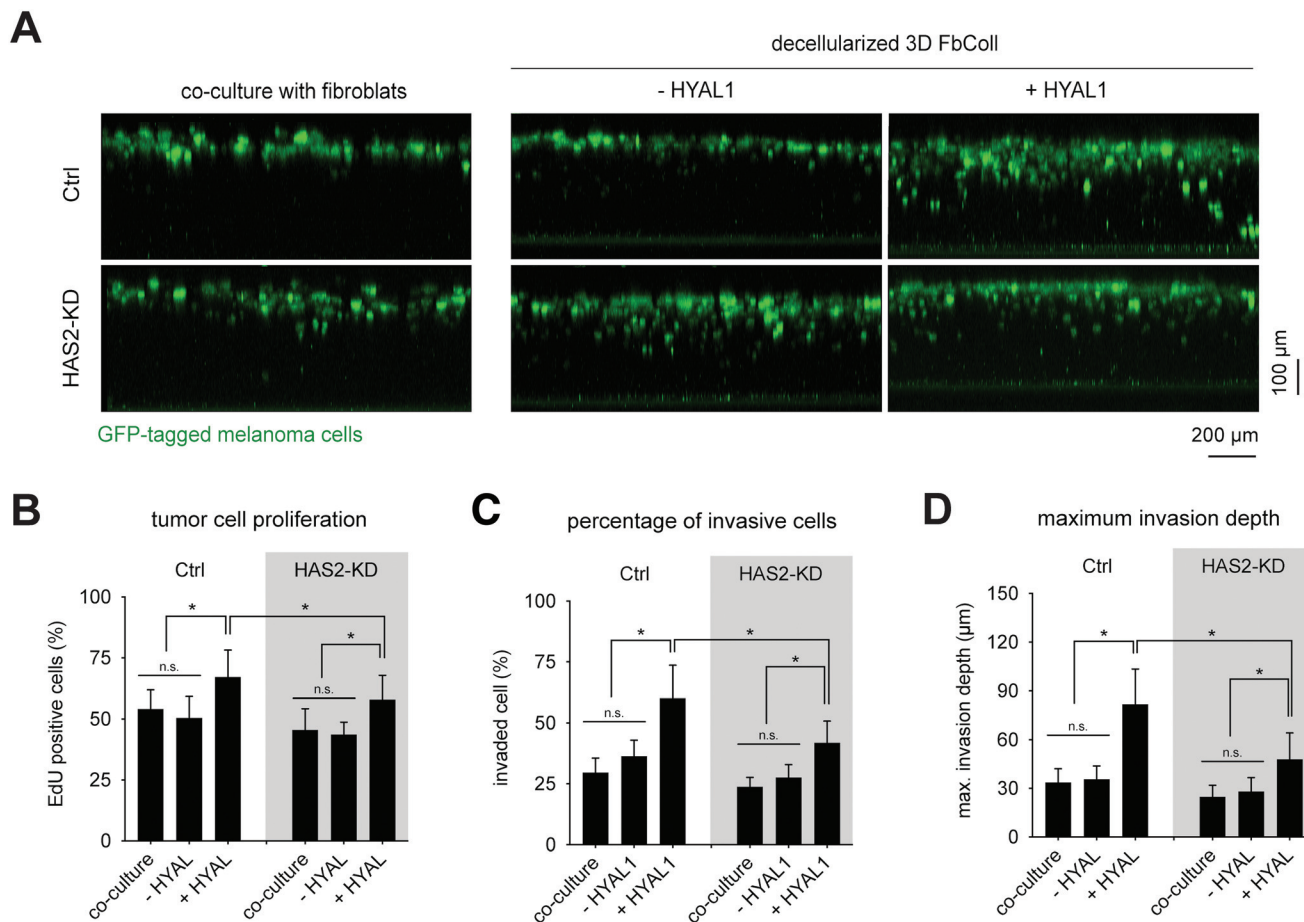 A
decellularized 3D FbColl
co-culture with fibroblats
- HYAL1
+ HYAL1
Ctrl
HAS2-KD
100 µm
GFP-tagged melanoma cells
200 µm
B
tumor cell proliferation
Ctrl
HAS2-KD
EdU positive cells (%)
100
75
50
25
0
*
*
*
n.s.
n.s.
co-culture
- HYAL
+ HYAL
co-culture
- HYAL
+ HYAL
C
percentage of invasive cells
Ctrl
HAS2-KD
invaded cell (%)
100
75
50
25
0
*
*
*
n.s.
n.s.
co-culture
- HYAL1
+ HYAL1
co-culture
- HYAL1
+ HYAL1
D
maximum invasion depth
Ctrl
HAS2-KD
max. invasion depth (µm)
150
120
90
60
30
0
*
*
*
n.s.
n.s.
co-culture
- HYAL
+ HYAL
co-culture
- HYAL
+ HYAL